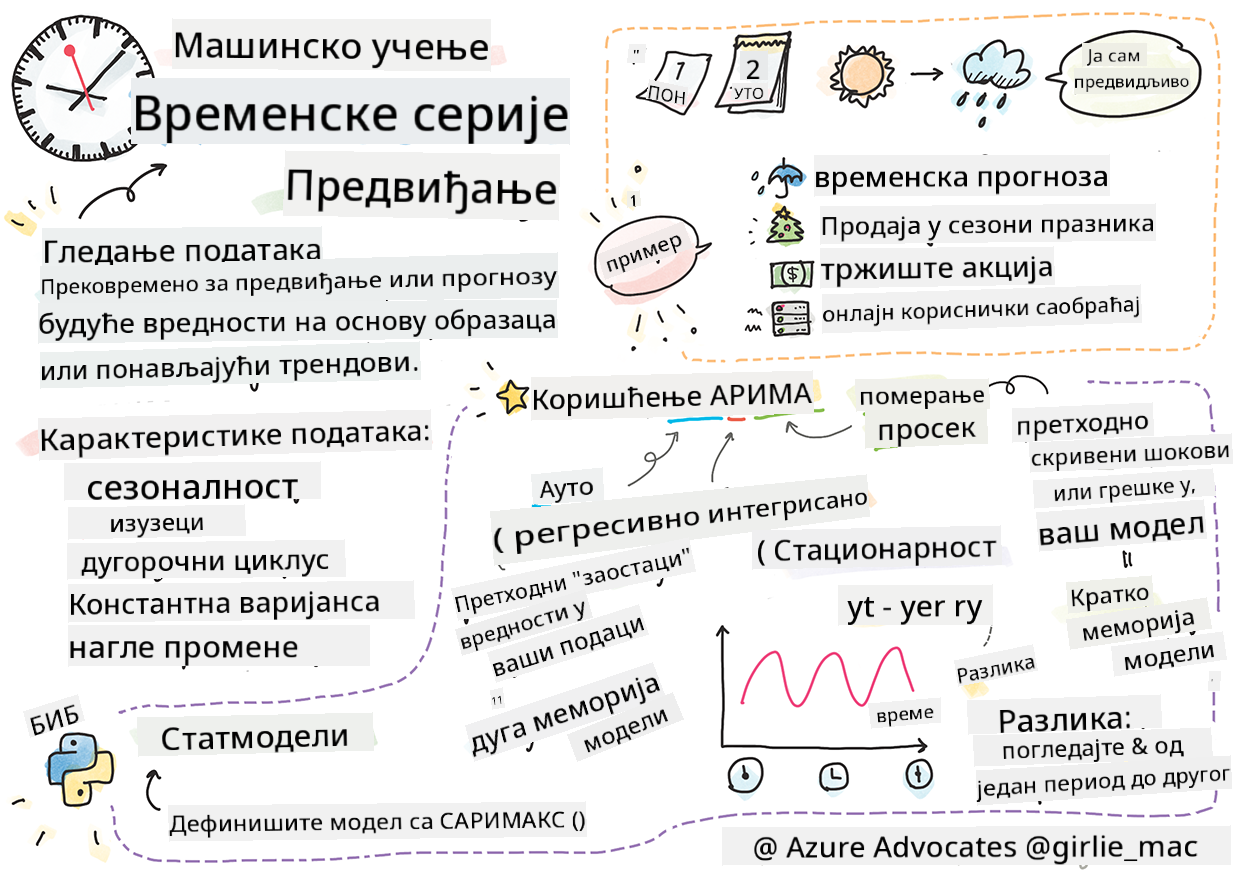 Машинско учење
Временске серије
Предвиђање
Гледање података
Прековремено за предвиђање или прогнозу
будуће вредности на основу образаца
или понављајући трендови.
"
1
ПОН
2
УТО
Ја сам
предвидљиво
1
пример
временска прогноза
Продаја у сезони празника
тржиште акција
$
онлајн кориснички саобраћај
Карактеристике података:
сезоналност
изузеци
дугорочни циклус
Константна варијанса
нагле промене
Коришћење АРИМА
померање
просек
претходно
скривени шокови
или грешке у,
ваш модел
Кратко
меморија
модели
Ауто
( регресивно интегрисано
Претходни "заостаци"
вредности у
ваши подаци
11
дуга меморија
модели
( Стационарност
yt - yer ry
Разлика
време
Разлика:
погледајте & од
један период до другог
БИБ
Статмодели
Дефинишите модел са САРИМАКС ()
@ Azure Advocates @girlie_mac